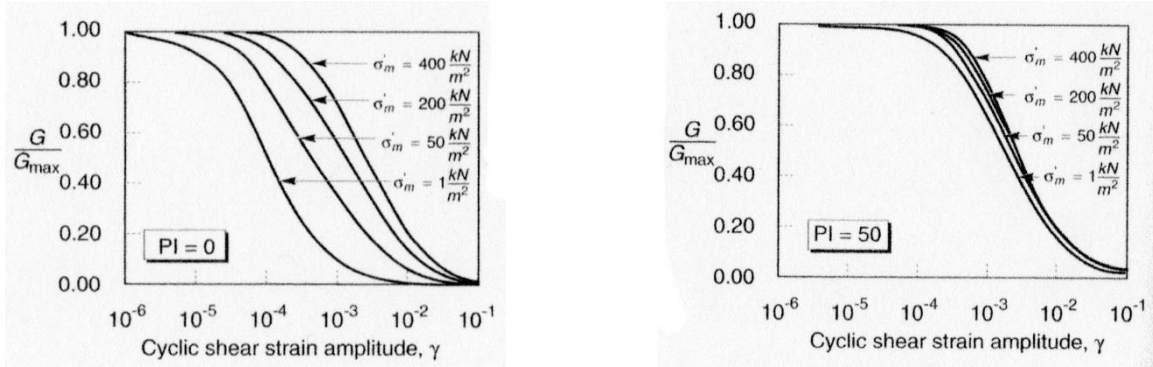 1.00
0.80
0.60
0.40
0.20
0.00
G
Gmax
σ'm = 400 kN/m²
σ'm = 200 kN/m²
σ'm = 50 kN/m²
σ'm = 1 kN/m²
PI = 0
10⁻⁶ 10⁻⁵ 10⁻⁴ 10⁻³ 10⁻² 10⁻¹
Cyclic shear strain amplitude, γ
1.00
0.80
0.60
0.40
0.20
0.00
G
Gmax
σ'm = 400 kN/m²
σ'm = 200 kN/m²
σ'm = 50 kN/m²
σ'm = 1 kN/m²
PI = 50
10⁻⁶ 10⁻⁵ 10⁻⁴ 10⁻³ 10⁻² 10⁻¹
Cyclic shear strain amplitude, γ